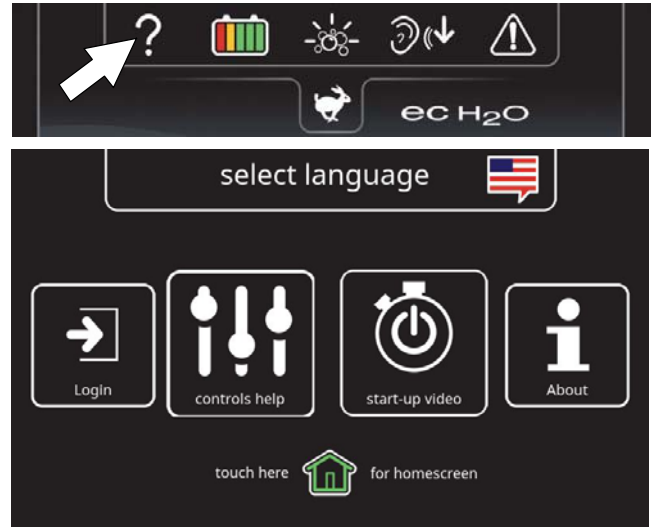 ?
ec H2O
select language
Login
controls help
start-up video
About
touch here
for homescreen